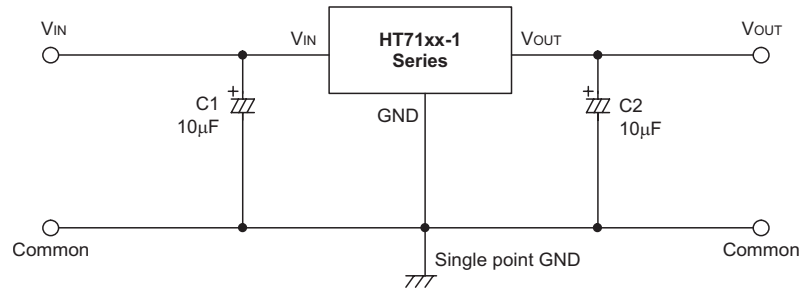 VIN
VIN
HT71xx-1
Series
VOUT
VOUT
+
C1
10μF
GND
+
C2
10μF
Common
Single point GND
Common